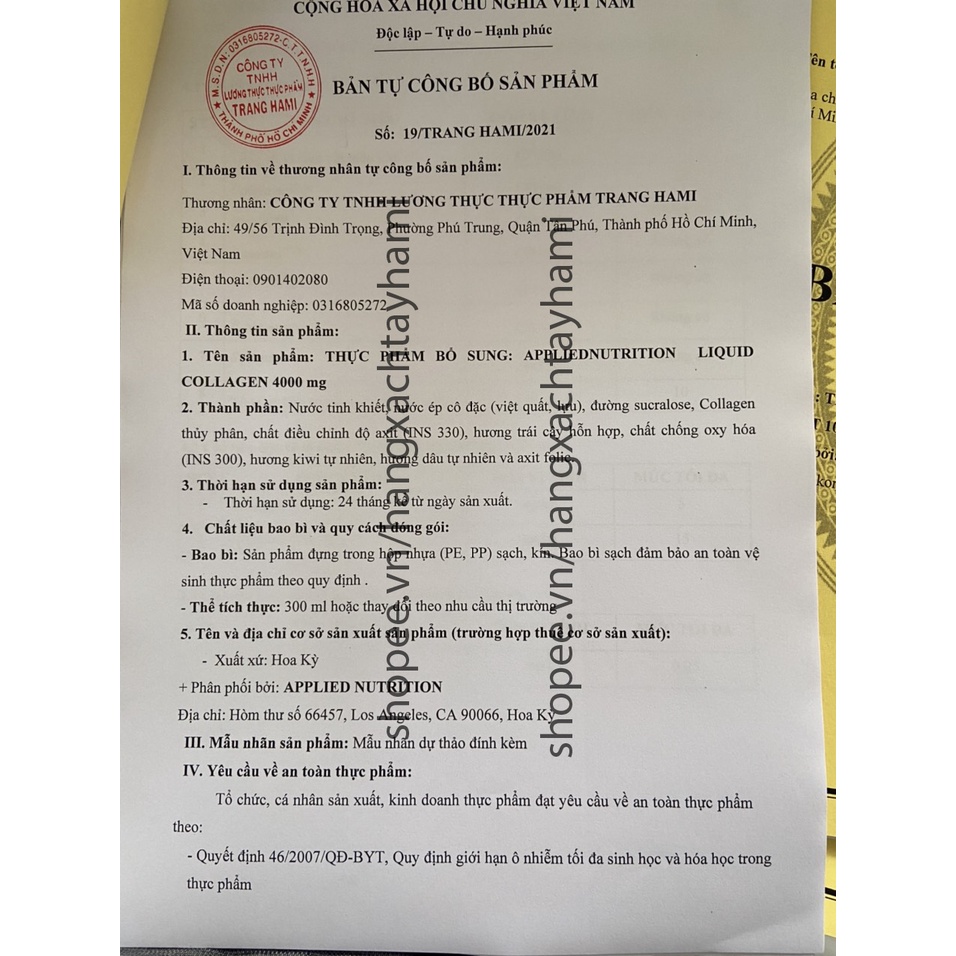 CỘNG HÒA XÃ HỘI CHỦ NGHĨA VIỆT NAM
Độc lập – Tự do – Hạnh phúc
M.S.D.N: 0316805272-C.T.T.N.H.H
CÔNG TY
TNHH
LƯƠNG THỰC THỰC PHẨM
TRANG HAMI
THÀNH PHỐ HỒ CHÍ MINH
BẢN TỰ CÔNG BỐ SẢN PHẨM
Số: 19/TRANG HAMI/2021
I. Thông tin về thương nhân tự công bố sản phẩm:
Thương nhân: CÔNG TY TNHH LƯƠNG THỰC THỰC PHẨM TRANG HAMI
Địa chỉ: 49/56 Trịnh Đình Trọng, Phường Phú Trung, Quận Tân Phú, Thành phố Hồ Chí Minh,
Việt Nam
Điện thoại: 0901402080
Mã số doanh nghiệp: 0316805272
II. Thông tin sản phẩm:
1. Tên sản phẩm: THỰC PHẨM BỔ SUNG: APPLIEDNUTRITION LIQUID
COLLAGEN 4000 mg
2. Thành phần: Nước tinh khiết, nước ép cô đặc (việt quất, lựu), đường sucralose, Collagen
thủy phân, chất điều chỉnh độ axit (INS 330), hương trái cây hỗn hợp, chất chống oxy hóa
(INS 300), hương kiwi tự nhiên, hương dâu tự nhiên và axit folic.
3. Thời hạn sử dụng sản phẩm:
- Thời hạn sử dụng: 24 tháng kể từ ngày sản xuất.
4. Chất liệu bao bì và quy cách đóng gói:
- Bao bì: Sản phẩm đựng trong hộp nhựa (PE, PP) sạch, kín. Bao bì sạch đảm bảo an toàn vệ
sinh thực phẩm theo quy định .
- Thể tích thực: 300 ml hoặc thay đổi theo nhu cầu thị trường
5. Tên và địa chỉ cơ sở sản xuất sản phẩm (trường hợp thuê cơ sở sản xuất):
- Xuất xứ: Hoa Kỳ
+ Phân phối bởi: APPLIED NUTRITION
Địa chỉ: Hòm thư số 66457, Los Angeles, CA 90066, Hoa Kỳ
III. Mẫu nhãn sản phẩm: Mẫu nhãn dự thảo đính kèm
IV. Yêu cầu về an toàn thực phẩm:
Tổ chức, cá nhân sản xuất, kinh doanh thực phẩm đạt yêu cầu về an toàn thực phẩm
theo:
- Quyết định 46/2007/QĐ-BYT, Quy định giới hạn ô nhiễm tối đa sinh học và hóa học trong
thực phẩm
shopee.vn/hangxachtayhami
shopee.vn/hangxachtayhami